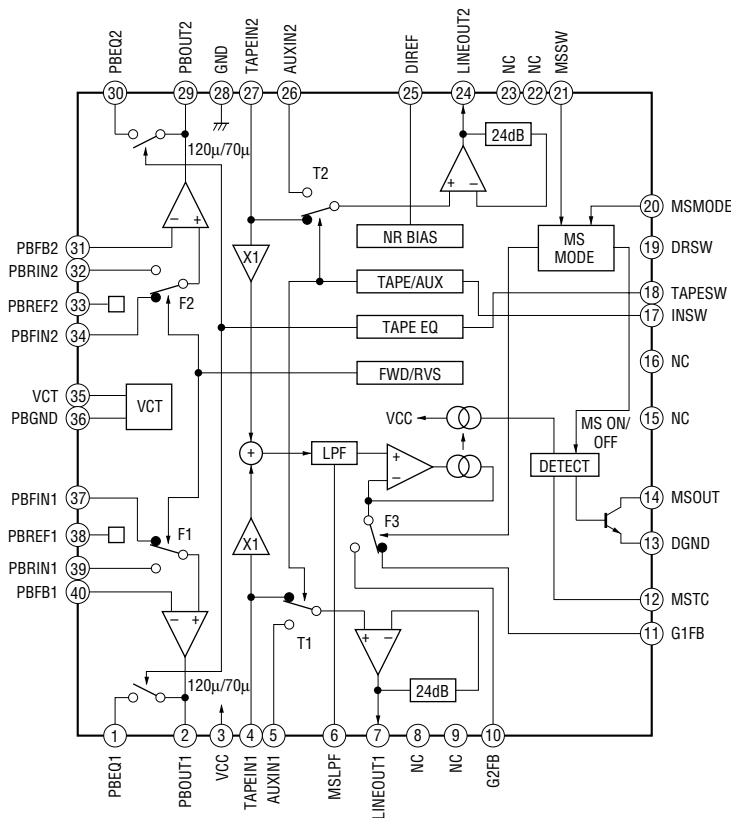 PBEQ2
PBOUT2
GND
TAPEIN2
AUXIN2
DIREF
LINEOUT2
NC
NC
MSSW
30
29
28
27
26
25
24
23
22
21
120µ/70µ
T2
24dB
+ −
− +
NR BIAS
MS
MODE
20 MSMODE
19 DRSW
18 TAPESW
17 INSW
16 NC
15 NC
14 MSOUT
13 DGND
12 MSTC
11 G1FB
PBFB2 31
PBRIN2 32
PBREF2 33
PBFIN2 34
F2
X1
TAPE/AUX
TAPE EQ
FWD/RVS
VCT 35
PBGND 36
VCT
VCC
MS ON/
OFF
+
LPF
+
−
DETECT
PBFIN1 37
PBREF1 38
PBRIN1 39
PBFB1 40
F1
X1
F3
T1
− +
+ −
24dB
120µ/70µ
1
2
3
4
5
6
7
8
9
10
PBEQ1
PBOUT1
VCC
TAPEIN1
AUXIN1
MSLPF
LINEOUT1
NC
NC
G2FB